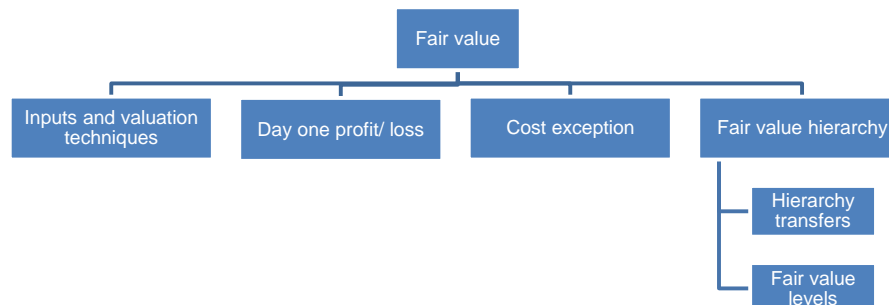 Fair value
Inputs and valuation
techniques
Day one profit/ loss
Cost exception
Fair value hierarchy
Hierarchy
transfers
Fair value
levels